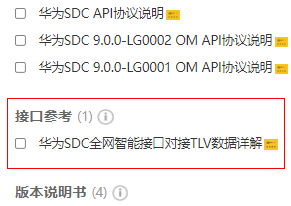 华为SDC API协议说明
华为SDC 9.0.0-LG0002 OM API协议说明
华为SDC 9.0.0-LG0001 OM API协议说明
接口参考 (1)
华为SDC全网智能接口对接TLV数据详解
版本说明书 (4)